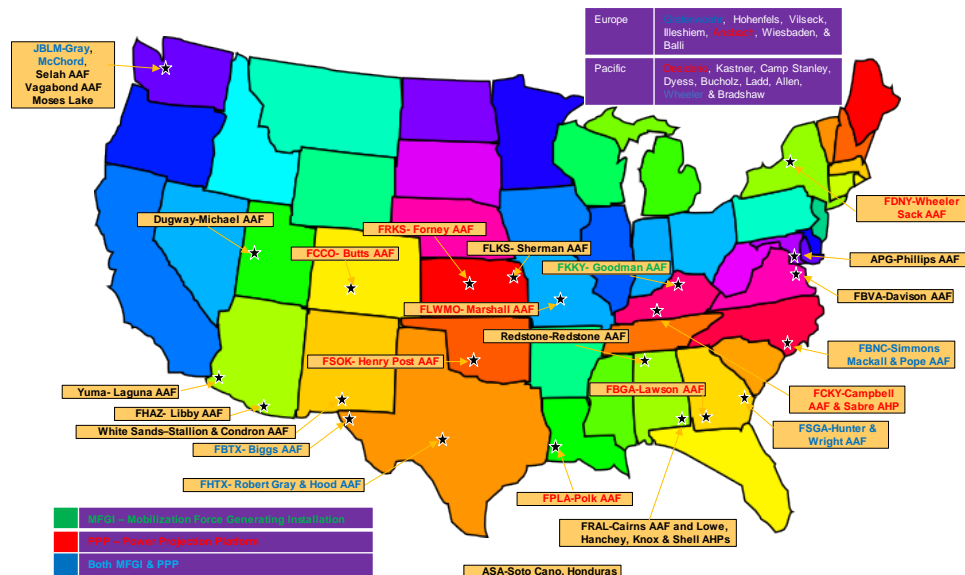 Europe
Grafenwoehr, Hohenfels, Vilseck,
Illeshiem, Ansbach, Wiesbaden, &
Balli
Pacific
Kastner, Camp Stanley,
Dyess, Bucholz, Ladd, Allen,
Wheeler & Bradshaw
JBLM-Gray,
McChord,
Selah AAF
Vagabond AAF
Moses Lake
FDNY-Wheeler
Sack AAF
Dugway-Michael AAF
FRKS- Forney AAF
FCCO- Butts AAF
FLKS- Sherman AAF
APG-Phillips AAF
FKKY- Goodman AAF
FBVA-Davison AAF
FLWMO- Marshall AAF
Redstone-Redstone AAF
FBNC-Simmons
Mackall & Pope AAF
FSOK- Henry Post AAF
Yuma- Laguna AAF
FBGA-Lawson AAF
FCKY-Campbell
AAF & Sabre AHP
FHAZ- Libby AAF
White Sands–Stallion & Condron AAF
FSGA-Hunter &
Wright AAF
FBTX- Biggs AAF
FHTX- Robert Gray & Hood AAF
FPLA-Polk AAF
FRAL-Cairns AAF and Lowe,
Hanchey, Knox & Shell AHPs
MFGI – Mobilization Force Generating Installation
PPP – Power Projection Platform
Both MFGI & PPP
ASA-Soto Cano, Honduras